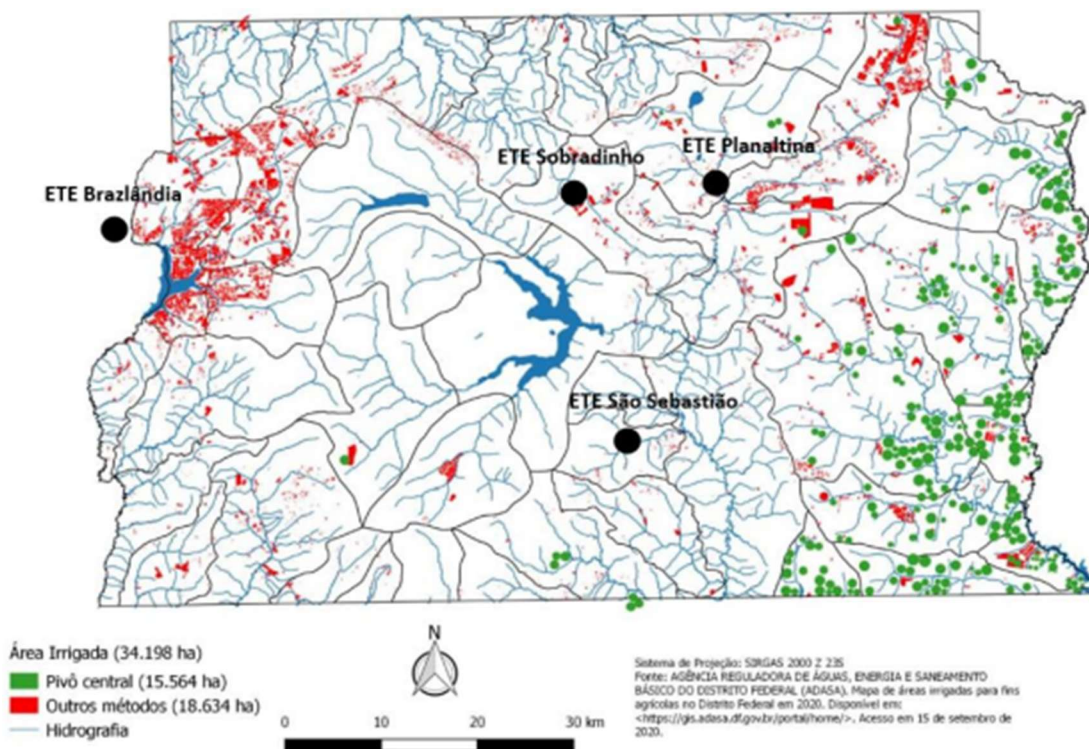 ETE Sobradinho
ETE Planaltina
ETE Brazlândia
ETE São Sebastião
Área Irrigada (34.198 ha)
Pivô central (15.564 ha)
Outros métodos (18.634 ha)
Hidrografia
N
0 10 20 30 km
Sistema de Projeção: SIRGAS 2000 Z 23S
Fonte: AGÊNCIA REGULADORA DE ÁGUAS, ENERGIA E SANEAMENTO
BÁSICO DO DISTRITO FEDERAL (ADASA). Mapa de áreas irrigadas para fins
agrícolas no Distrito Federal em 2020. Disponível em:
<https://gis.adasa.df.gov.br/portal/home/>. Acesso em 15 de setembro de
2020.